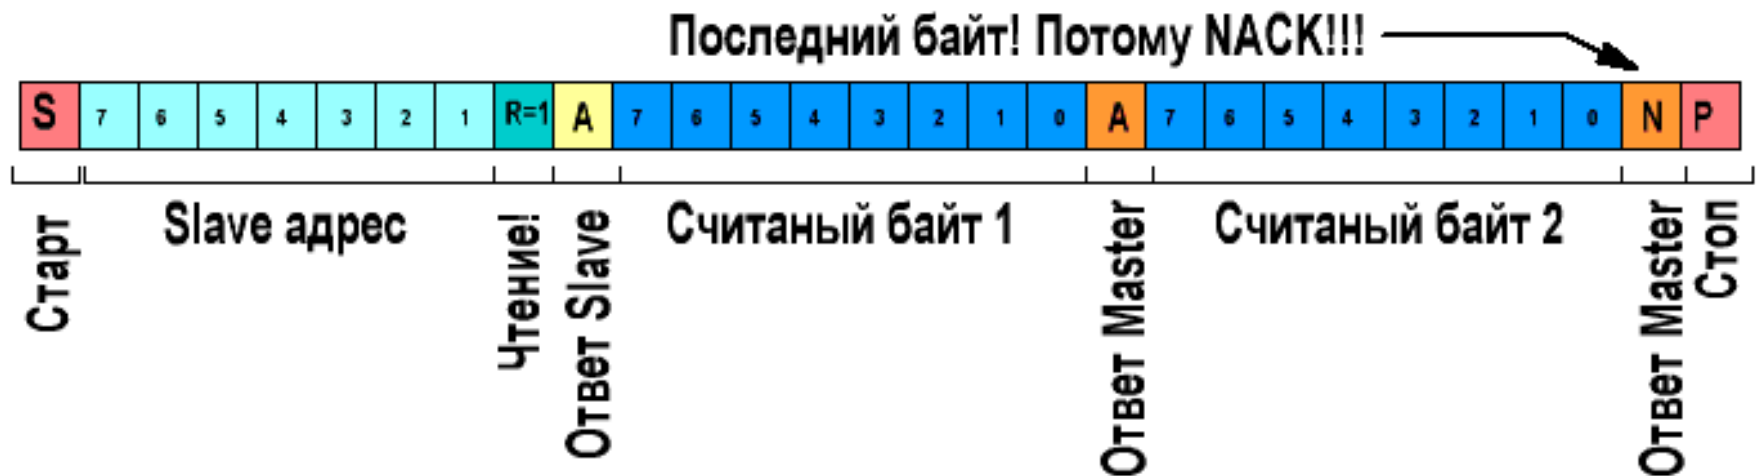 Последний байт! Потому NACK!!!
S 7 6 5 4 3 2 1 R=1 A 7 6 5 4 3 2 1 0 A 7 6 5 4 3 2 1 0 N P
Старт
Slave адрес
Чтение!
Ответ Slave
Считаный байт 1
Ответ Master
Считаный байт 2
Ответ Master
Стоп